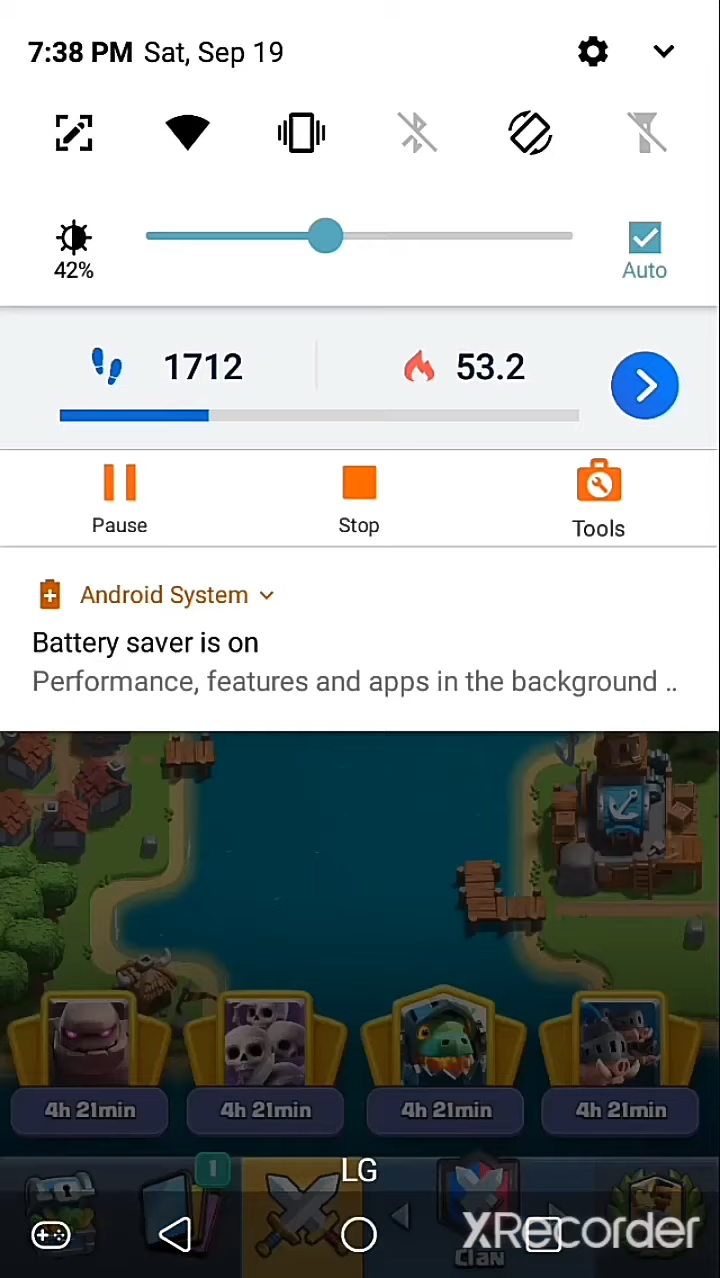 7:38 PM Sat, Sep 19
42%
Auto
1712
53.2
Pause
Stop
Tools
Android System
Battery saver is on
Performance, features and apps in the background ..
4h 21min
4h 21min
4h 21min
4h 21min
1
LG
XRecorder
Clan